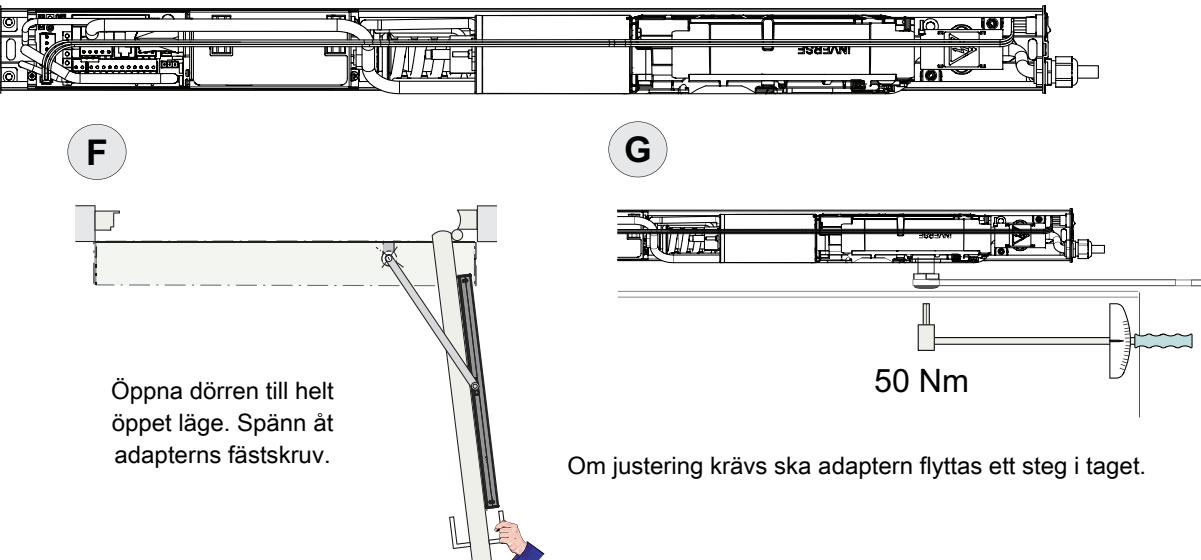 INVERSE
F
G
INVERSE
Öppna dörren till helt
öppet läge. Spänn åt
adapterns fästskruv.
50 Nm
Om justering krävs ska adaptern flyttas ett steg i taget.